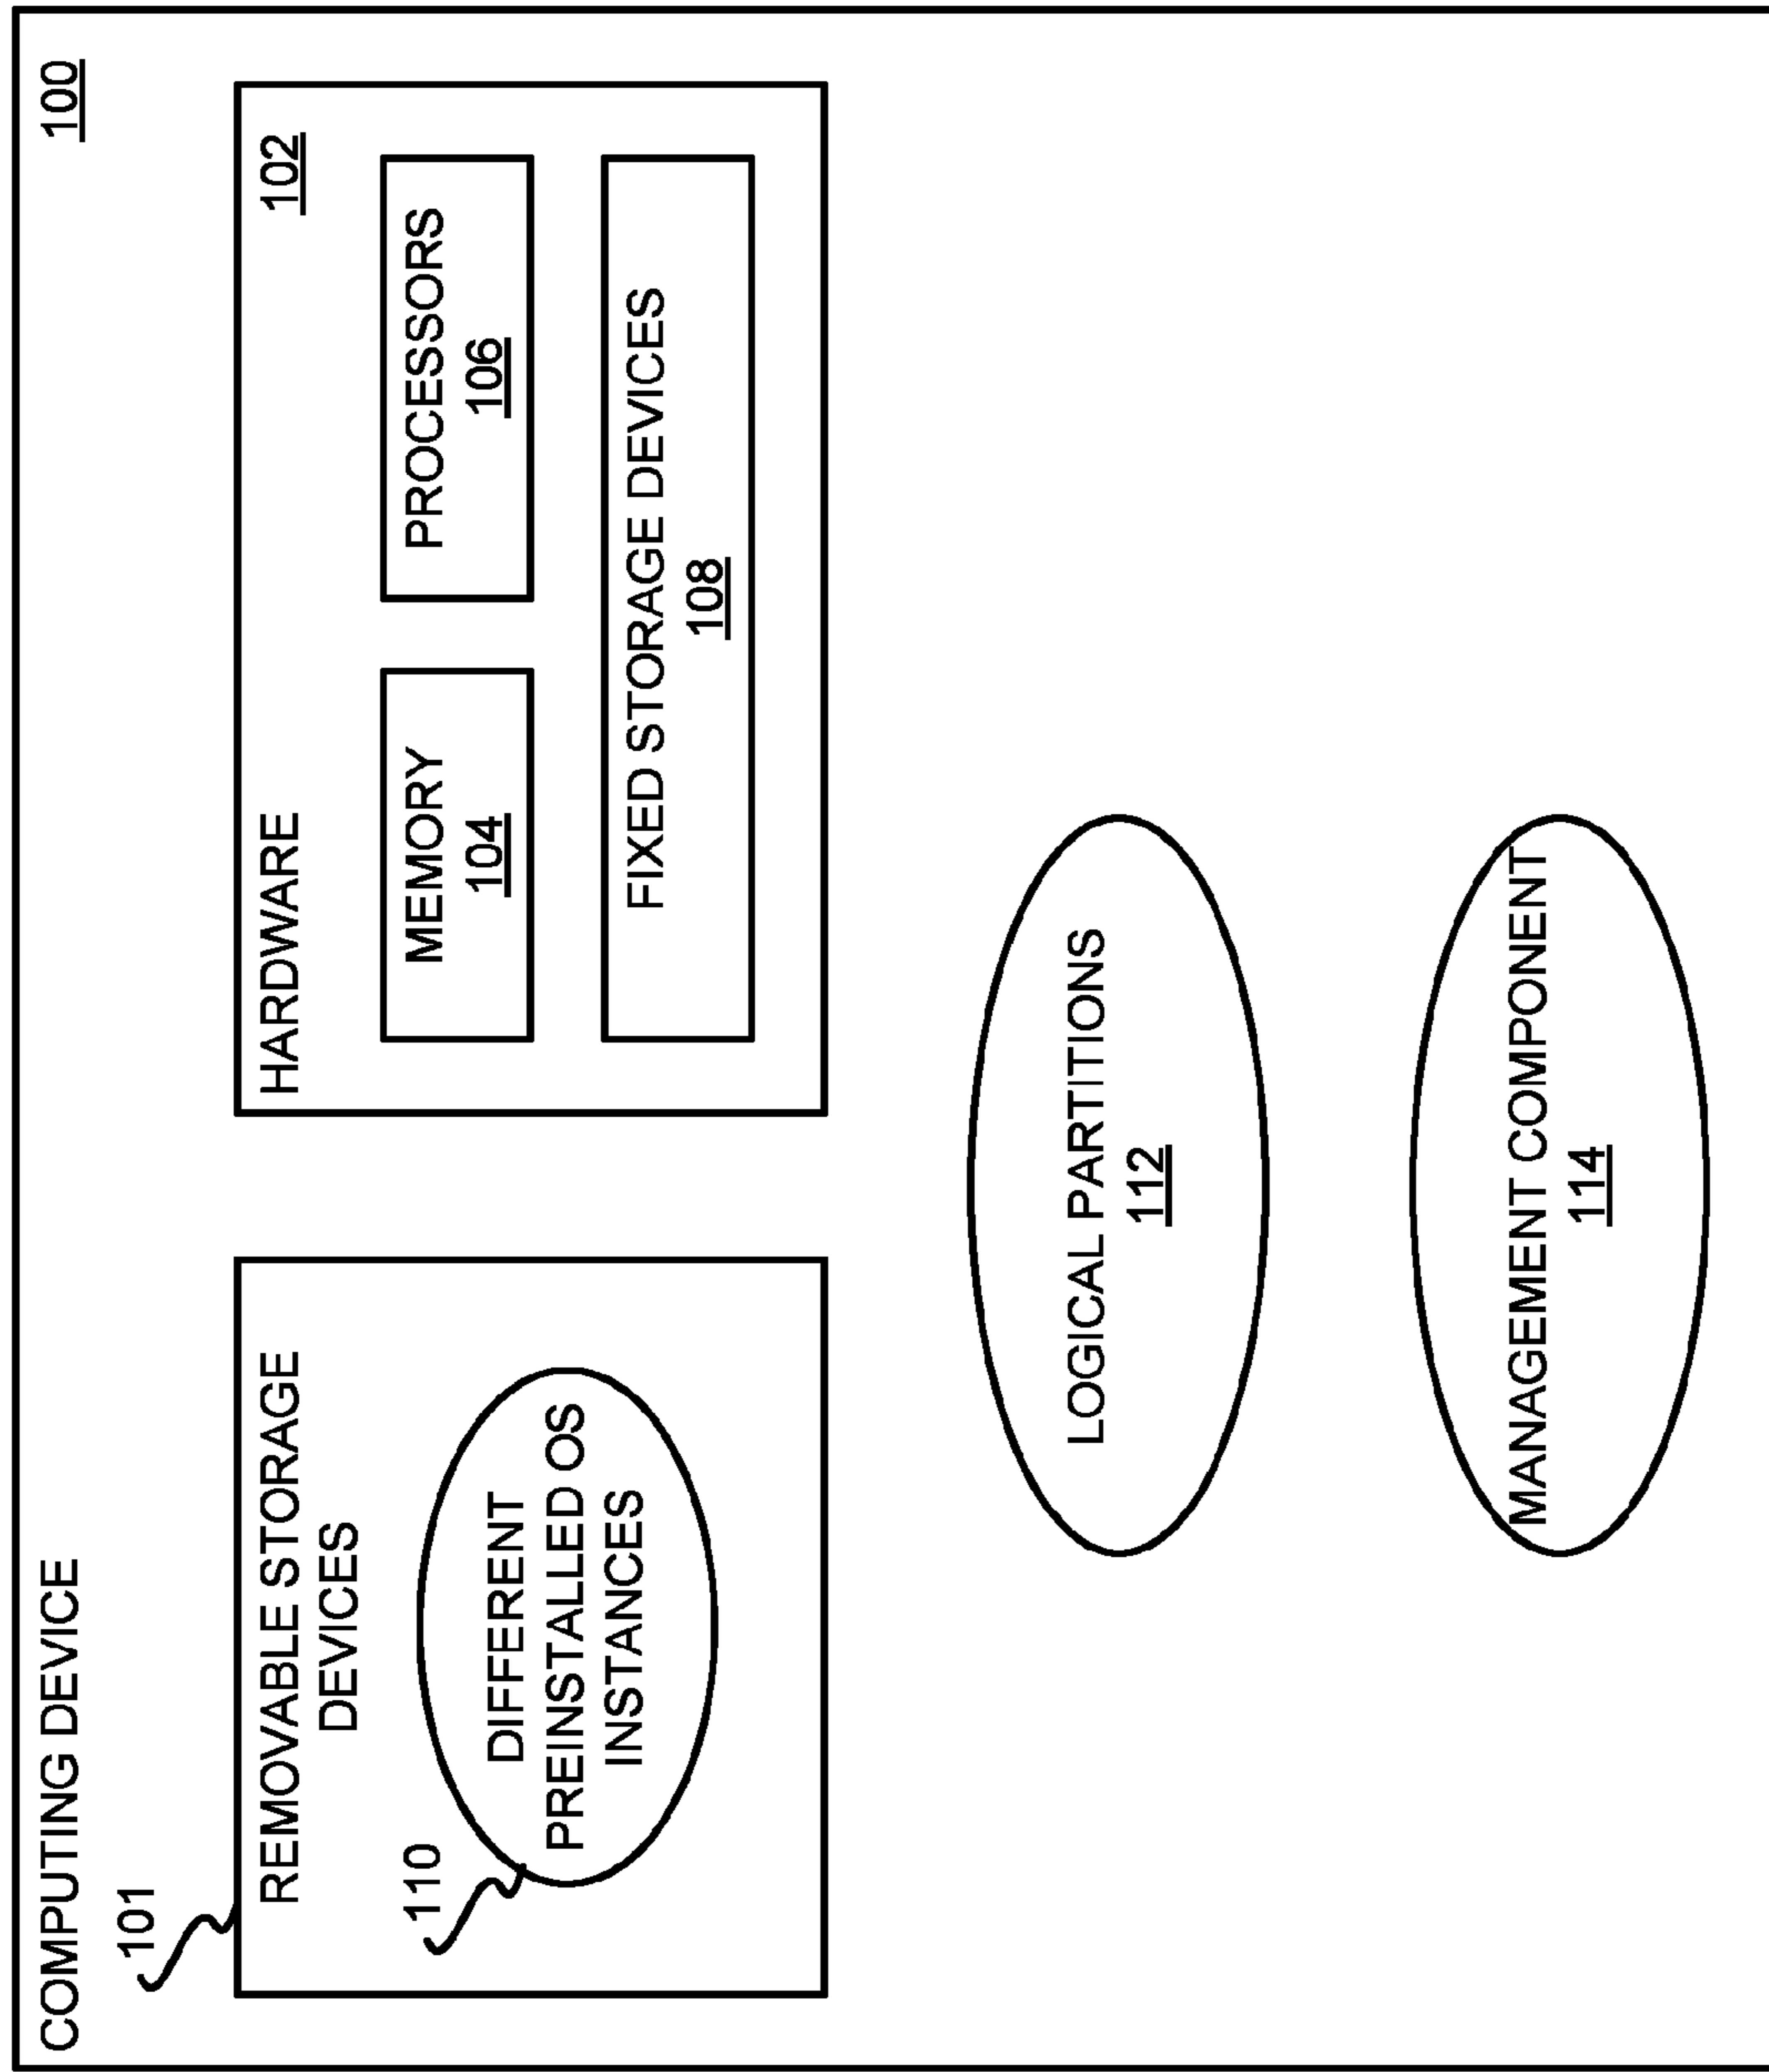 COMPUTING DEVICE
100
101
REMOVABLE STORAGE
DEVICES
110
DIFFERENT
PREINSTALLED OS
INSTANCES
HARDWARE
102
MEMORY
104
PROCESSORS
106
FIXED STORAGE DEVICES
108
LOGICAL PARTITIONS
112
MANAGEMENT COMPONENT
114